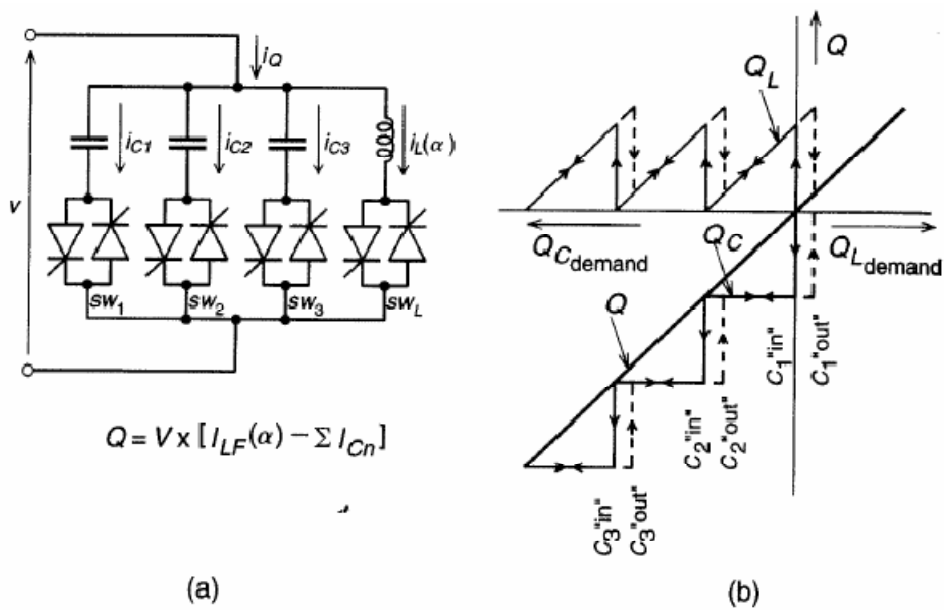 i_Q
v
i_C1
i_C2
i_C3
i_L(α)
sw_1
sw_2
sw_3
sw_L
Q = V x [I_LF(α) − Σ I_Cn]
(a)
Q
Q_L
Q_C demand
Q_C
Q_L demand
Q
C_1 "in"
C_1 "out"
C_2 "in"
C_2 "out"
C_3 "in"
C_3 "out"
(b)